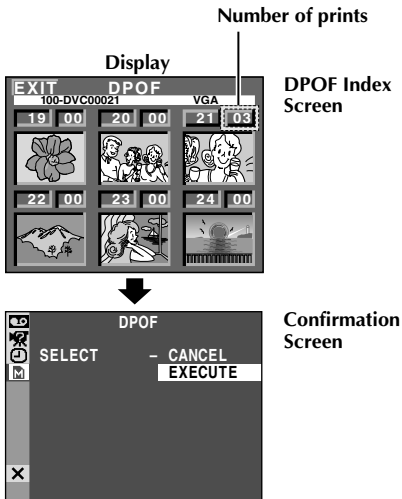 Number of prints
Display
DPOF Index
Screen
EXIT DPOF
100-DVC00021 VGA
19 00 20 00 21 03
22 00 23 00 24 00
Confirmation
Screen
DPOF
SELECT – CANCEL
EXECUTE
M